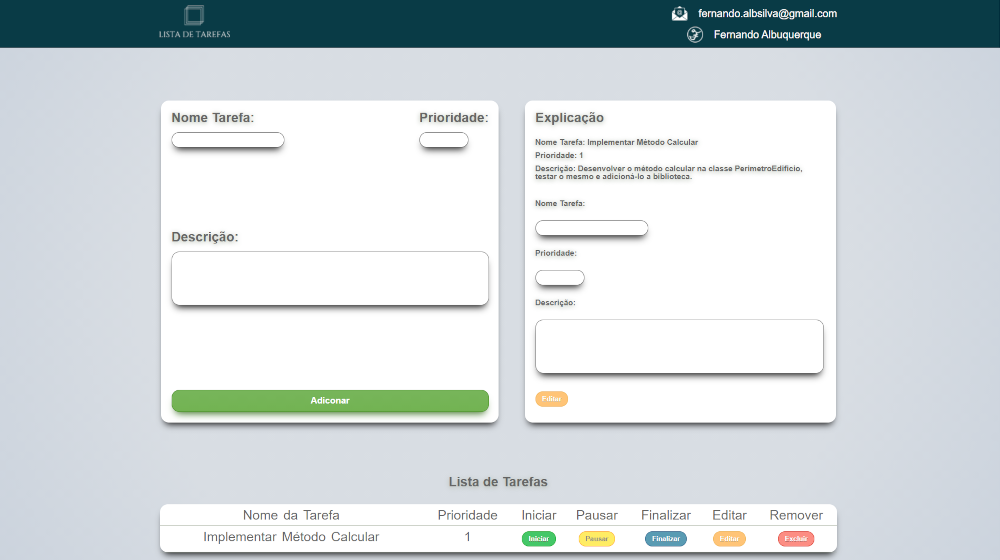 LISTA DE TAREFAS
fernando.albsilva@gmail.com
Fernando Albuquerque
Nome Tarefa:
Prioridade:
Descrição:
Adiconar
Explicação
Nome Tarefa: Implementar Método Calcular
Prioridade: 1
Descrição: Desenvolver o método calcular na classe PerimetroEdificio,
testar o mesmo e adicioná-lo a biblioteca.
Nome Tarefa:
Prioridade:
Descrição:
Editar
Lista de Tarefas
Nome da Tarefa Prioridade Iniciar Pausar Finalizar Editar Remover
Implementar Método Calcular 1 Iniciar Pausar Finalizar Editar Excluir